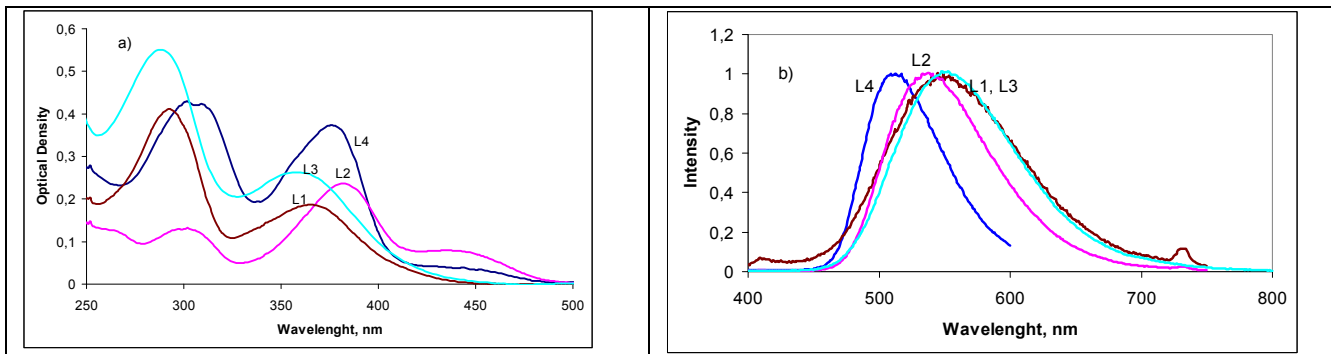 a)
Optical Density
0,6
0,5
0,4
0,3
0,2
0,1
0
L4
L3
L2
L1
250 300 350 400 450 500
Wavelenght, nm
b)
Intensity
1,2
1
0,8
0,6
0,4
0,2
0
L2
L4
L1, L3
400 500 600 700 800
Wavelenght, nm